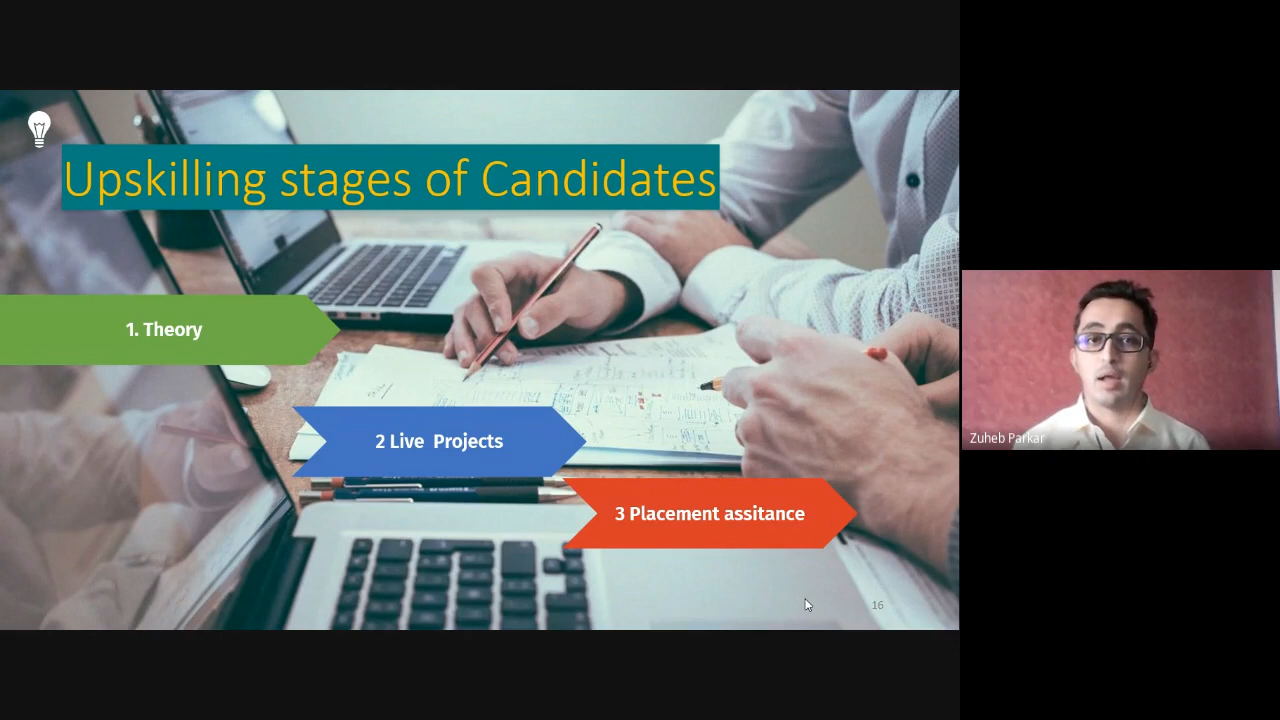 Upskilling stages of Candidates
1. Theory
2 Live  Projects
3 Placement assitance
16
Zuheb Parkar